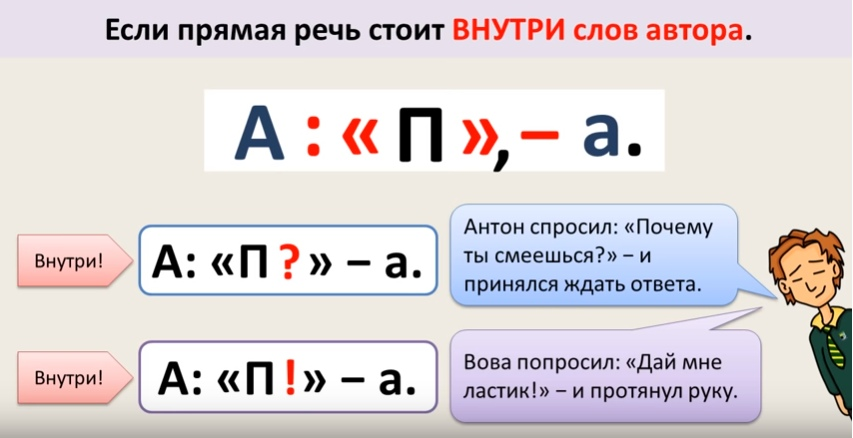 Если прямая речь стоит ВНУТРИ слов автора.
А : « П », – а.
Внутри!
А: «П ? » – а.
Антон спросил: «Почему
ты смеешься?» – и
принялся ждать ответа.
Внутри!
А: «П !» – а.
Вова попросил: «Дай мне
ластик!» – и протянул руку.